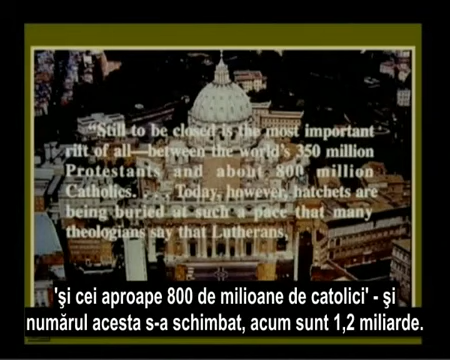 “Still to be closed is the most important
rift of all—between the world's 350 million
Protestants and about 800 million
Catholics. . . . Today, however, hatchets are
being buried at such a pace that many
theologians say that Lutherans,
'şi cei aproape 800 de milioane de catolici' - şi
numărul acesta s-a schimbat, acum sunt 1,2 miliarde.